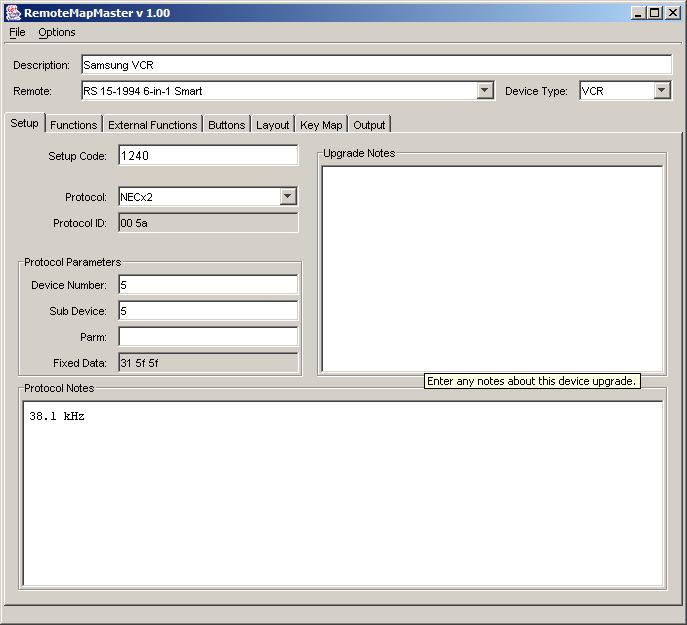 RemoteMapMaster v 1.00
File Options
Description: Samsung VCR
Remote: RS 15-1994 6-in-1 Smart Device Type: VCR
Setup Functions External Functions Buttons Layout Key Map Output
Setup Code: 1240
Upgrade Notes
Protocol: NECx2
Protocol ID: 00 5a
Protocol Parameters
Device Number: 5
Sub Device: 5
Parm:
Fixed Data: 31 5f 5f
Enter any notes about this device upgrade.
Protocol Notes
38.1 kHz